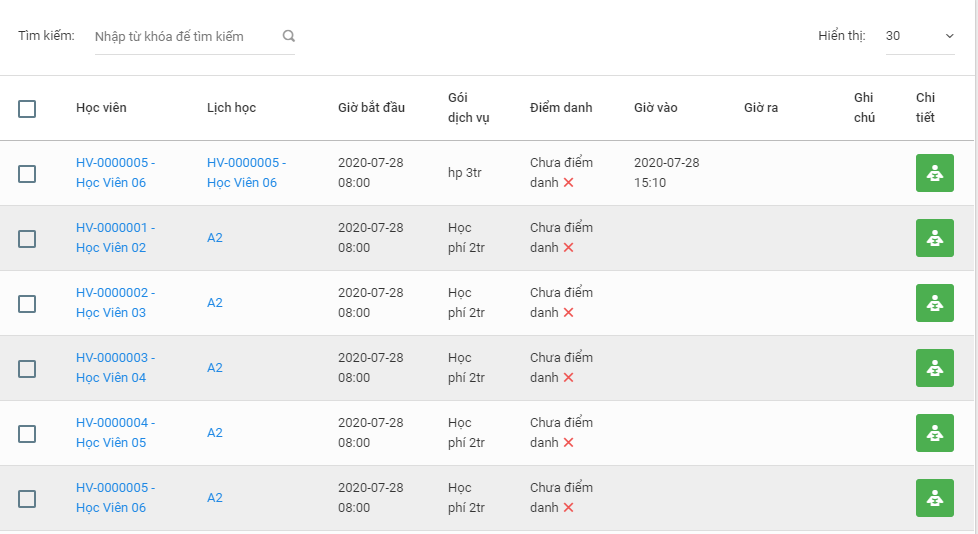 Tìm kiếm: Nhập từ khóa để tìm kiếm Hiển thị: 30
Học viên Lịch học Giờ bắt đầu Gói dịch vụ Điểm danh Giờ vào Giờ ra Ghi chú Chi tiết
HV-0000005 - Học Viên 06 HV-0000005 - Học Viên 06 2020-07-28 08:00 hp 3tr Chưa điểm danh 2020-07-28 15:10
HV-0000001 - Học Viên 02 A2 2020-07-28 08:00 Học phí 2tr Chưa điểm danh
HV-0000002 - Học Viên 03 A2 2020-07-28 08:00 Học phí 2tr Chưa điểm danh
HV-0000003 - Học Viên 04 A2 2020-07-28 08:00 Học phí 2tr Chưa điểm danh
HV-0000004 - Học Viên 05 A2 2020-07-28 08:00 Học phí 2tr Chưa điểm danh
HV-0000005 - Học Viên 06 A2 2020-07-28 08:00 Học phí 2tr Chưa điểm danh